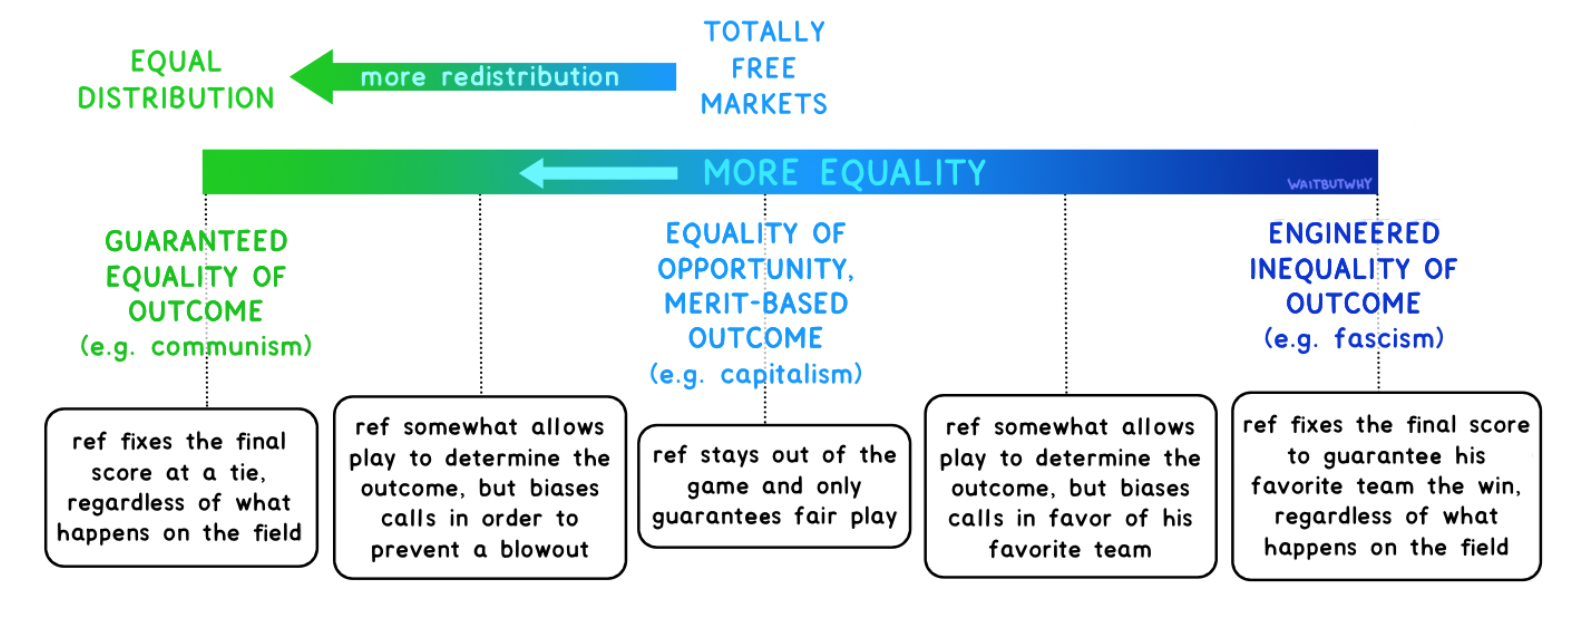 EQUAL
DISTRIBUTION
more redistribution
TOTALLY
FREE
MARKETS
MORE EQUALITY
WAITBUTWHY
GUARANTEED
EQUALITY OF
OUTCOME
(e.g. communism)
EQUALITY OF
OPPORTUNITY,
MERIT-BASED
OUTCOME
(e.g. capitalism)
ENGINEERED
INEQUALITY OF
OUTCOME
(e.g. fascism)
ref fixes the final
score at a tie,
regardless of what
happens on the field
ref somewhat allows
play to determine the
outcome, but biases
calls in order to
prevent a blowout
ref stays out of the
game and only
guarantees fair play
ref somewhat allows
play to determine the
outcome, but biases
calls in favor of his
favorite team
ref fixes the final score
to guarantee his
favorite team the win,
regardless of what
happens on the field